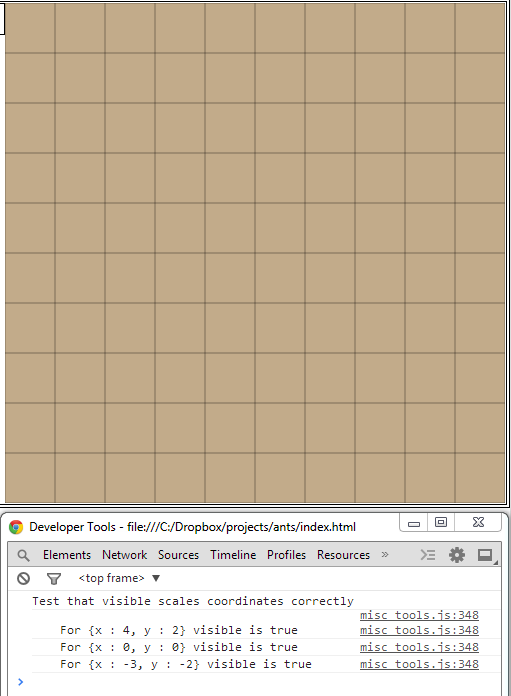 Developer Tools - file:///C:/Dropbox/projects/ants/index.html
Elements Network Sources Timeline Profiles Resources »
<top frame> ▼
Test that visible scales coordinates correctly
misc_tools.js:348
For {x : 4, y : 2} visible is true misc_tools.js:348
For {x : 0, y : 0} visible is true misc_tools.js:348
For {x : -3, y : -2} visible is true misc_tools.js:348